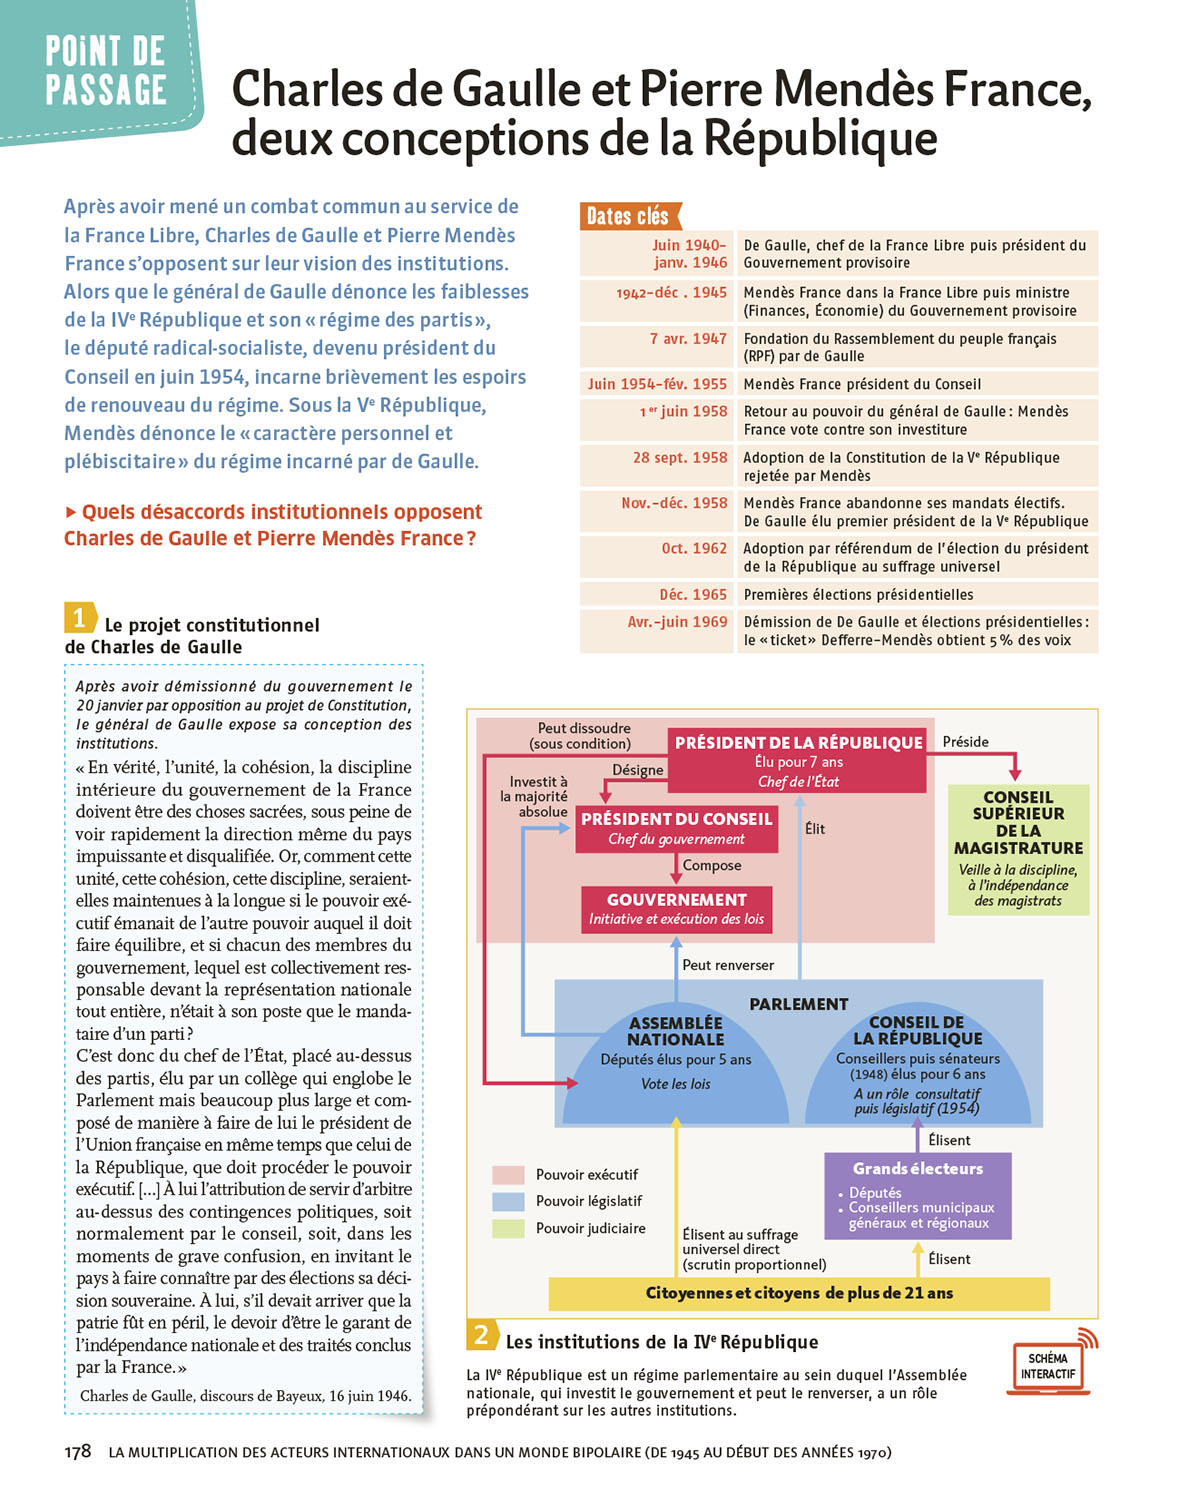 POINT DE
PASSAGE
Charles de Gaulle et Pierre Mendès France,
deux conceptions de la République
Après avoir mené un combat commun au service de
la France Libre, Charles de Gaulle et Pierre Mendès
France s'opposent sur leur vision des institutions.
Alors que le général de Gaulle dénonce les faiblesses
de la IVe République et son « régime des partis »,
le député radical-socialiste, devenu président du
Conseil en juin 1954, incarne brièvement les espoirs
de renouveau du régime. Sous la Ve République,
Mendès dénonce le « caractère personnel et
plébiscitaire » du régime incarné par de Gaulle.
Quels désaccords institutionnels opposent
Charles de Gaulle et Pierre Mendès France ?
Dates clés
Juin 1940-
janv. 1946
De Gaulle, chef de la France Libre puis président du
Gouvernement provisoire
1942-déc . 1945
Mendès France dans la France Libre puis ministre
(Finances, Économie) du Gouvernement provisoire
7 avr. 1947
Fondation du Rassemblement du peuple français
(RPF) par de Gaulle
Juin 1954-fév. 1955
Mendès France président du Conseil
1er juin 1958
Retour au pouvoir du général de Gaulle : Mendès
France vote contre son investiture
28 sept. 1958
Adoption de la Constitution de la Ve République
rejetée par Mendès
Nov.-déc. 1958
Mendès France abandonne ses mandats électifs.
De Gaulle élu premier président de la Ve République
Oct. 1962
Adoption par référendum de l'élection du président
de la République au suffrage universel
Déc. 1965
Premières élections présidentielles
Avr.-juin 1969
Démission de De Gaulle et élections présidentielles :
le « ticket » Defferre-Mendès obtient 5 % des voix
1 Le projet constitutionnel
de Charles de Gaulle
Après avoir démissionné du gouvernement le
20 janvier par opposition au projet de Constitution,
le général de Gaulle expose sa conception des
institutions.
« En vérité, l'unité, la cohésion, la discipline
intérieure du gouvernement de la France
doivent être des choses sacrées, sous peine de
voir rapidement la direction même du pays
impuissante et disqualifiée. Or, comment cette
unité, cette cohésion, cette discipline, seraient-
elles maintenues à la longue si le pouvoir exé-
cutif émanait de l'autre pouvoir auquel il doit
faire équilibre, et si chacun des membres du
gouvernement, lequel est collectivement res-
ponsable devant la représentation nationale
tout entière, n'était à son poste que le manda-
taire d'un parti ?
C'est donc du chef de l'État, placé au-dessus
des partis, élu par un collège qui englobe le
Parlement mais beaucoup plus large et com-
posé de manière à faire de lui le président de
l'Union française en même temps que celui de
la République, que doit procéder le pouvoir
exécutif. [...] À lui l'attribution de servir d'arbitre
au-dessus des contingences politiques, soit
normalement par le conseil, soit, dans les
moments de grave confusion, en invitant le
pays à faire connaître par des élections sa déci-
sion souveraine. À lui, s'il devait arriver que la
patrie fût en péril, le devoir d'être le garant de
l'indépendance nationale et des traités conclus
par la France. »
Charles de Gaulle, discours de Bayeux, 16 juin 1946.
Peut dissoudre
(sous condition)
PRÉSIDENT DE LA RÉPUBLIQUE
Élu pour 7 ans
Chef de l'État
Préside
Désigne
Investit à
la majorité
absolue
PRÉSIDENT DU CONSEIL
Chef du gouvernement
Élit
CONSEIL
SUPÉRIEUR
DE LA
MAGISTRATURE
Veille à la discipline,
à l'indépendance
des magistrats
Compose
GOUVERNEMENT
Initiative et exécution des lois
Peut renverser
PARLEMENT
ASSEMBLÉE
NATIONALE
Députés élus pour 5 ans
Vote les lois
CONSEIL DE
LA RÉPUBLIQUE
Conseillers puis sénateurs
(1948) élus pour 6 ans
A un rôle consultatif
puis législatif (1954)
Élisent
Grands électeurs
• Députés
• Conseillers municipaux
généraux et régionaux
Pouvoir exécutif
Pouvoir législatif
Pouvoir judiciaire
Élisent au suffrage
universel direct
(scrutin proportionnel)
Élisent
Citoyennes et citoyens de plus de 21 ans
2 Les institutions de la IVe République
La IVe République est un régime parlementaire au sein duquel l'Assemblée
nationale, qui investit le gouvernement et peut le renverser, a un rôle
prépondérant sur les autres institutions.
SCHÉMA
INTERACTIF
178 LA MULTIPLICATION DES ACTEURS INTERNATIONAUX DANS UN MONDE BIPOLAIRE (DE 1945 AU DÉBUT DES ANNÉES 1970)